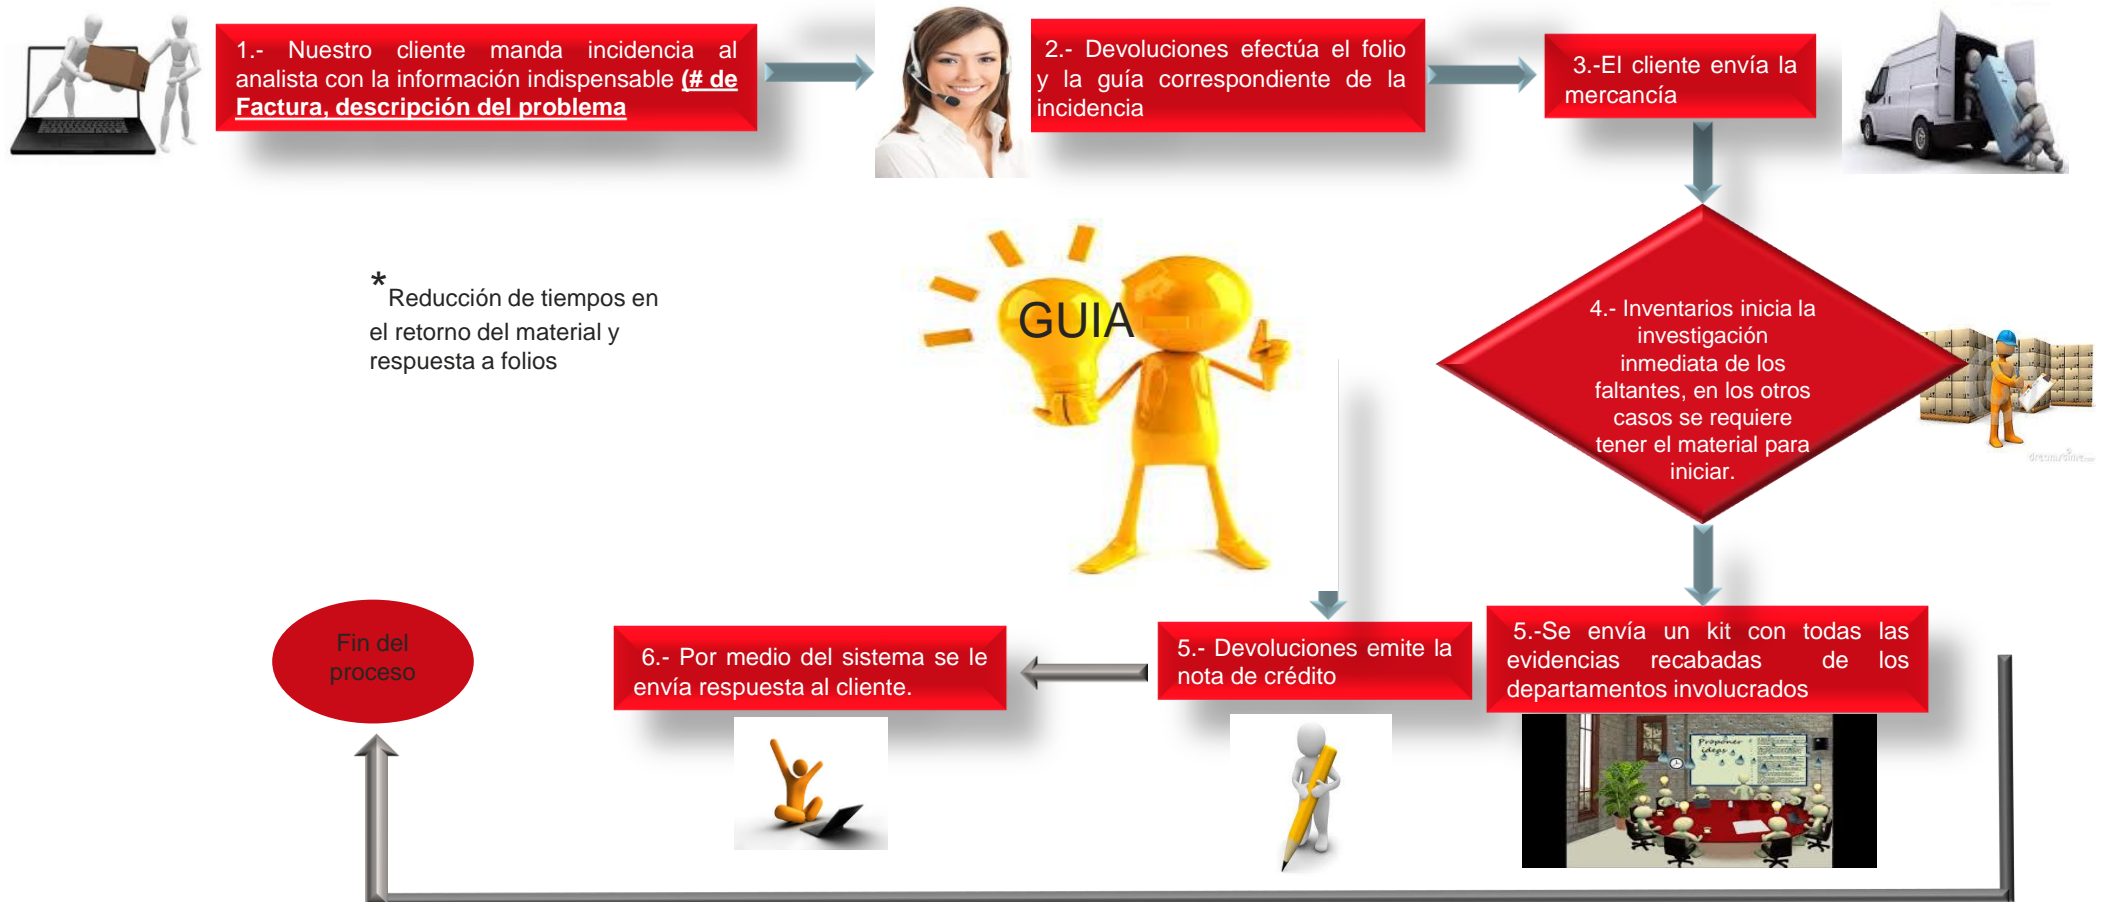 1.- Nuestro cliente manda incidencia al
analista con la información indispensable (# de
Factura, descripción del problema
2.- Devoluciones efectúa el folio
y la guía correspondiente de la
incidencia
3.-El cliente envía la
mercancía
*Reducción de tiempos en
el retorno del material y
respuesta a folios
GUIA
4.- Inventarios inicia la
investigación
inmediata de los
faltantes, en los otros
casos se requiere
tener el material para
iniciar.
5.-Se envía un kit con todas las
evidencias recabadas de los
departamentos involucrados
5.- Devoluciones emite la
nota de crédito
6.- Por medio del sistema se le
envía respuesta al cliente.
Fin del
proceso
Proponer
ideas